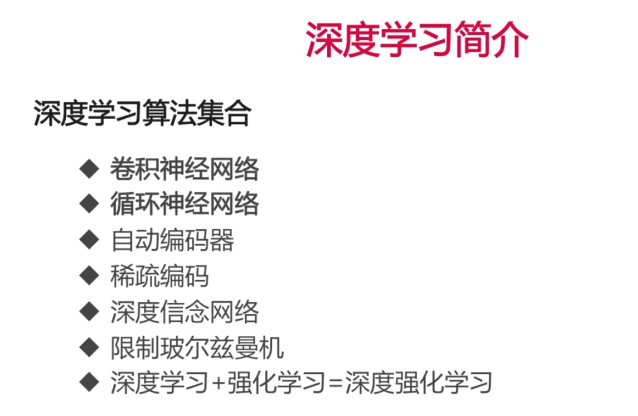 深度学习简介
深度学习算法集合
◆ 卷积神经网络
◆ 循环神经网络
◆ 自动编码器
◆ 稀疏编码
◆ 深度信念网络
◆ 限制玻尔兹曼机
◆ 深度学习+强化学习=深度强化学习